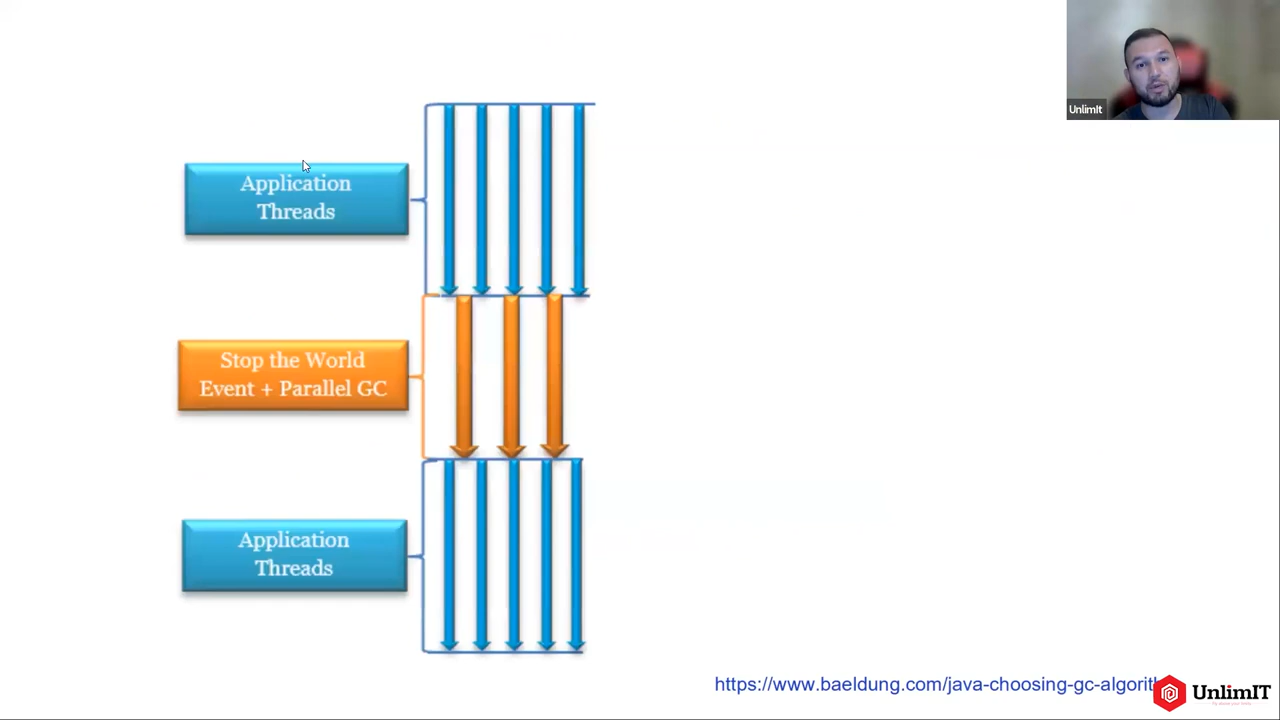 UnlimIt
Application
Threads
Stop the World
Event + Parallel GC
Application
Threads
https://www.baeldung.com/java-choosing-gc-algorith
UnlimIT